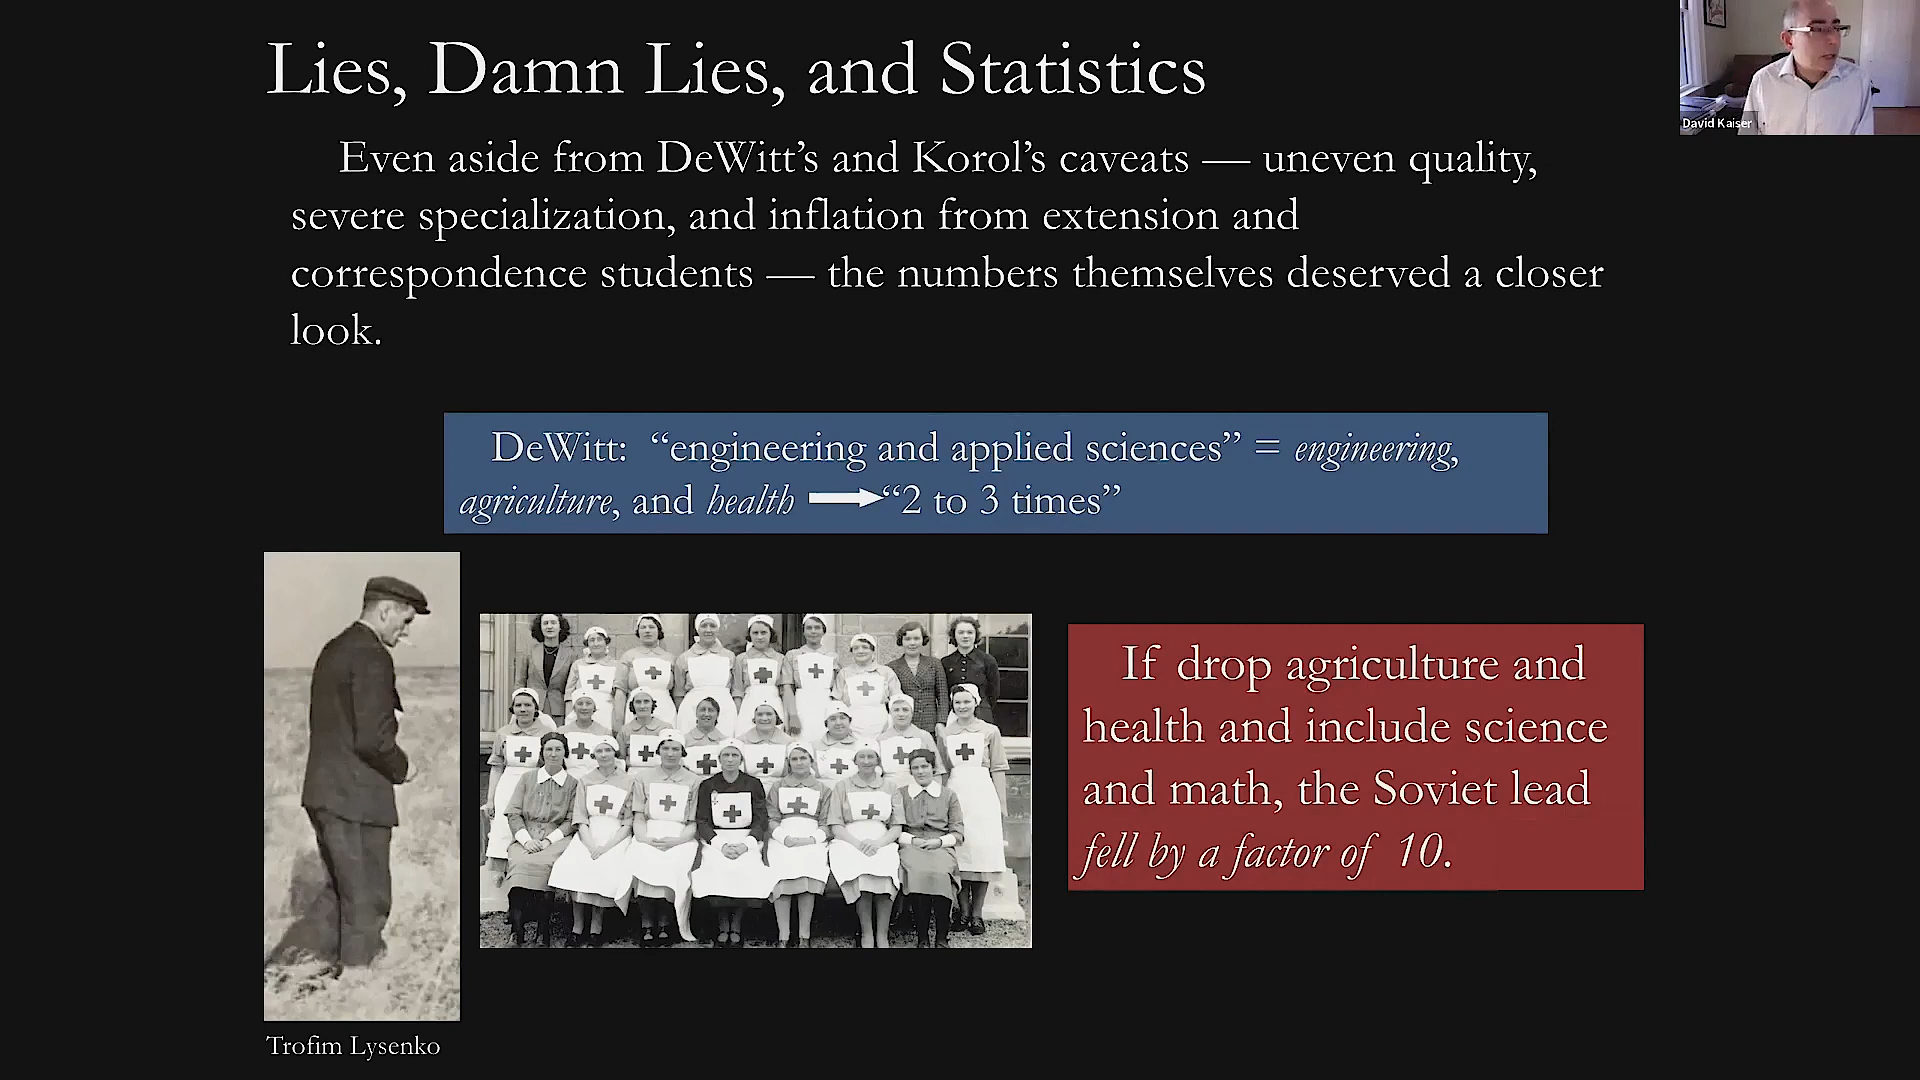 Lies, Damn Lies, and Statistics
David Kaiser
Even aside from DeWitt’s and Korol’s caveats — uneven quality,
severe specialization, and inflation from extension and
correspondence students — the numbers themselves deserved a closer
look.
DeWitt: “engineering and applied sciences” = engineering,
agriculture, and health “2 to 3 times”
If drop agriculture and
health and include science
and math, the Soviet lead
fell by a factor of 10.
Trofim Lysenko